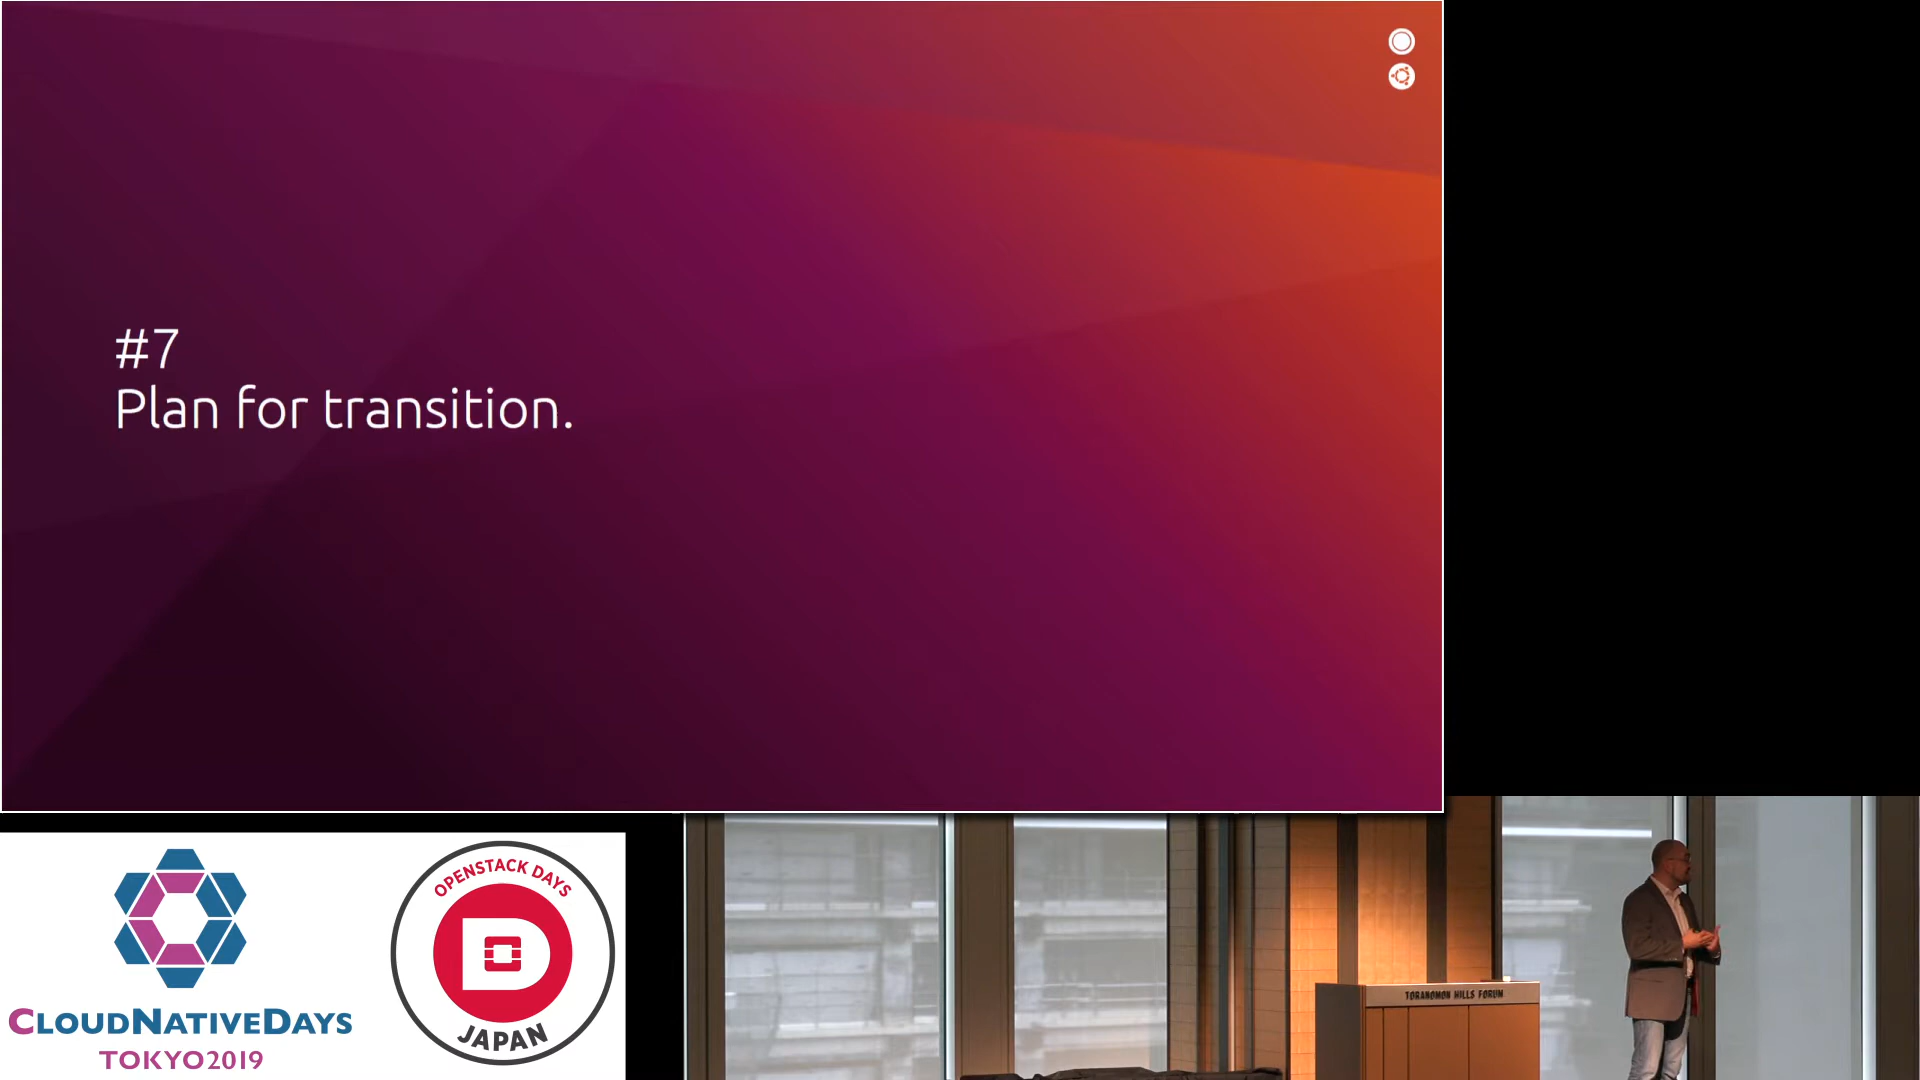 #7
Plan for transition.
CLOUDNATIVEDAYS
TOKYO2019
OPENSTACK DAYS
JAPAN
TORANOMON HILLS FORUM